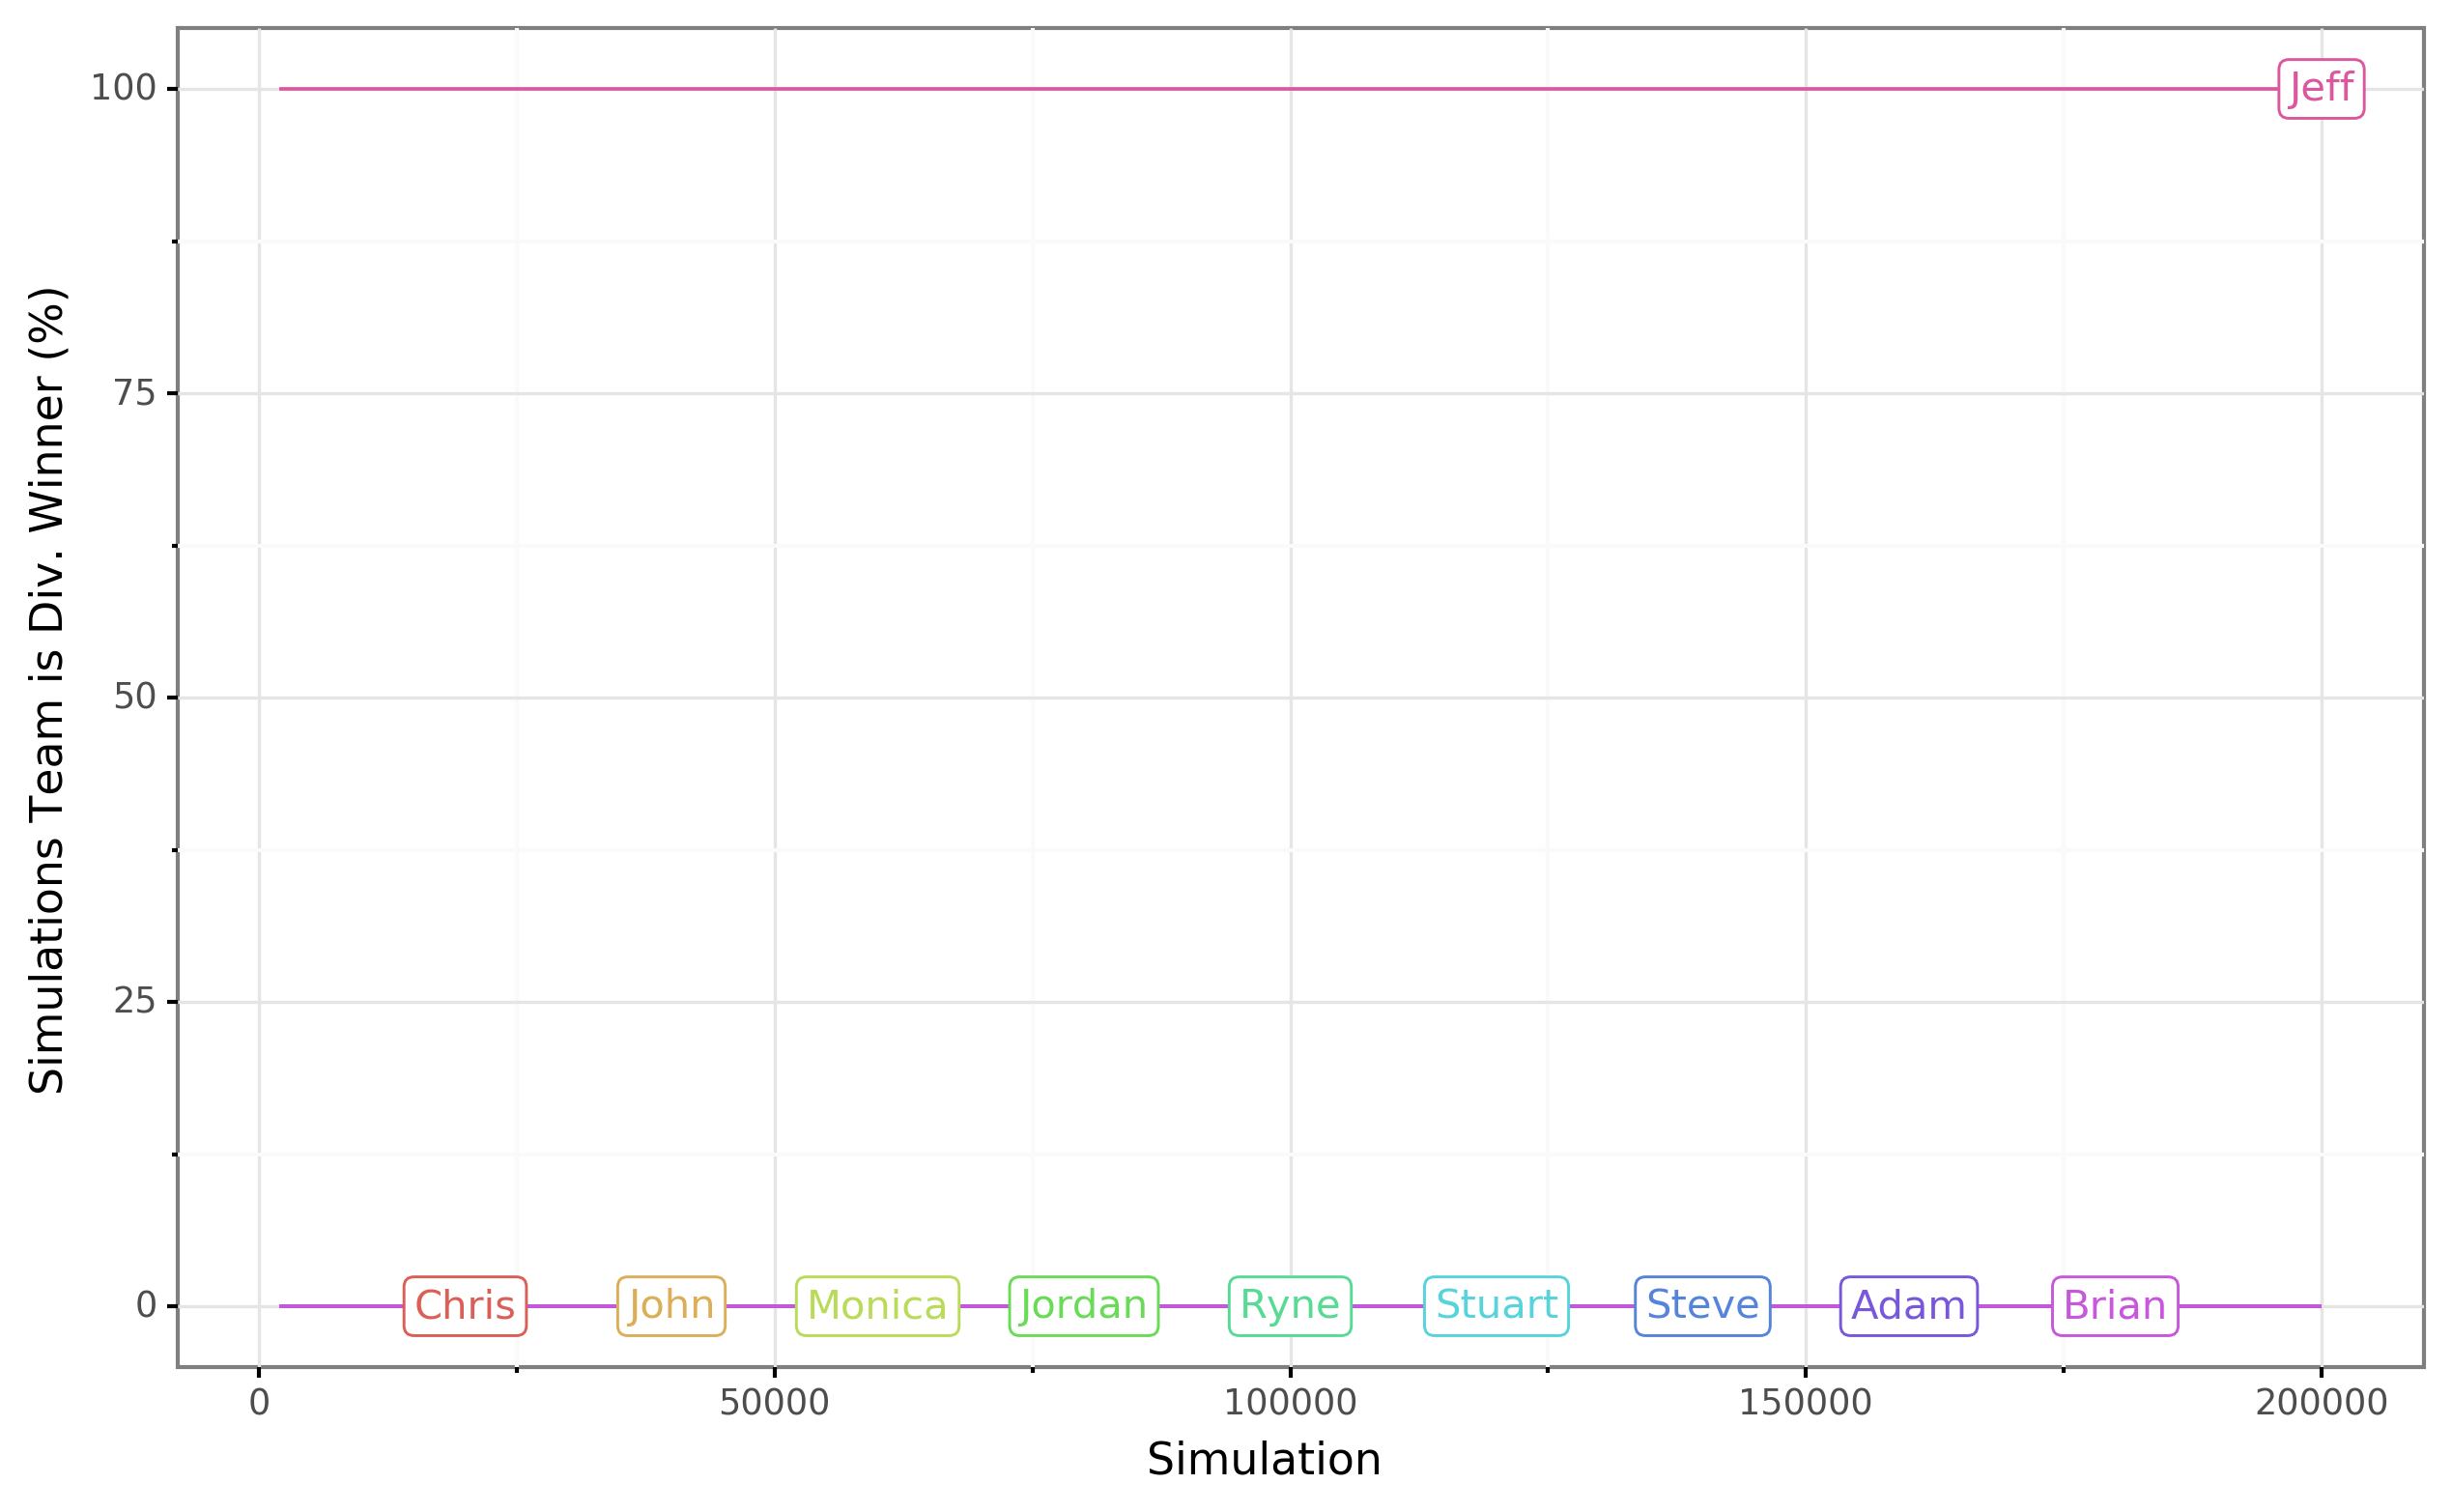 Simulations Team is Div. Winner (%)
100
75
50
25
0
Jeff
Chris
John
Monica
Jordan
Ryne
Stuart
Steve
Adam
Brian
0
50000
100000
150000
200000
Simulation